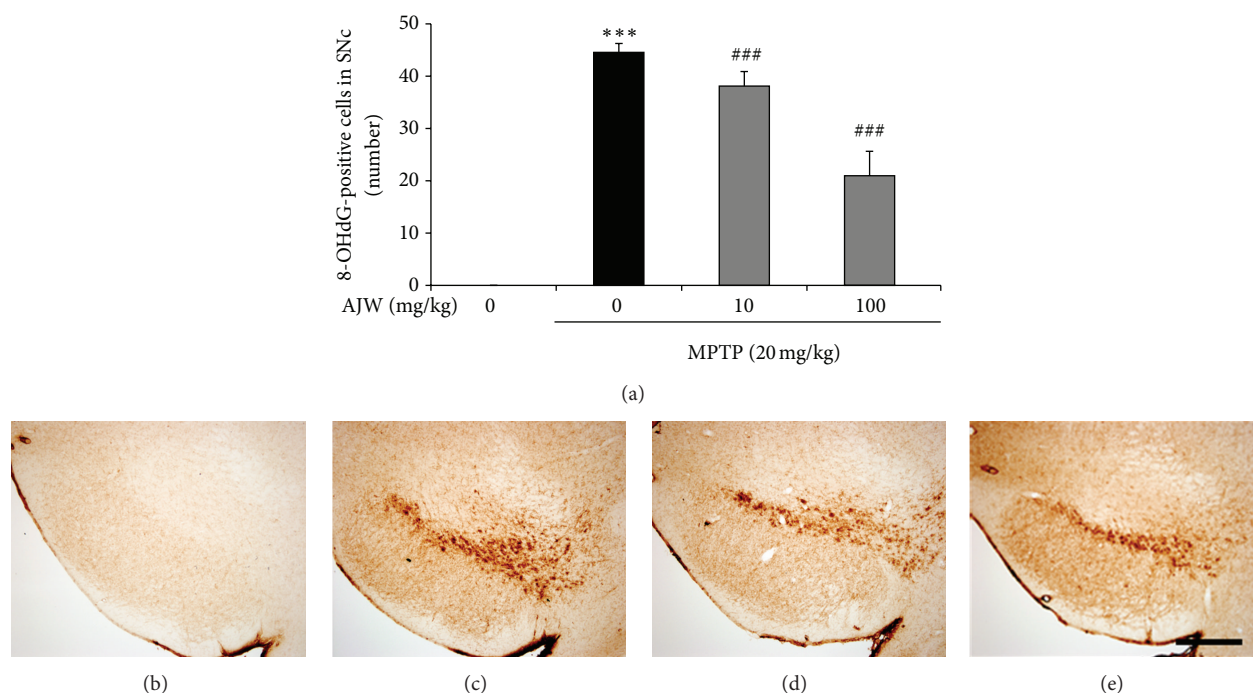 50
40
30
20
10
0
8-OHdG-positive cells in SNc
(number)
***
###
###
AJW (mg/kg) 0 0 10 100
MPTP (20 mg/kg)
(a)
(b) (c) (d) (e)